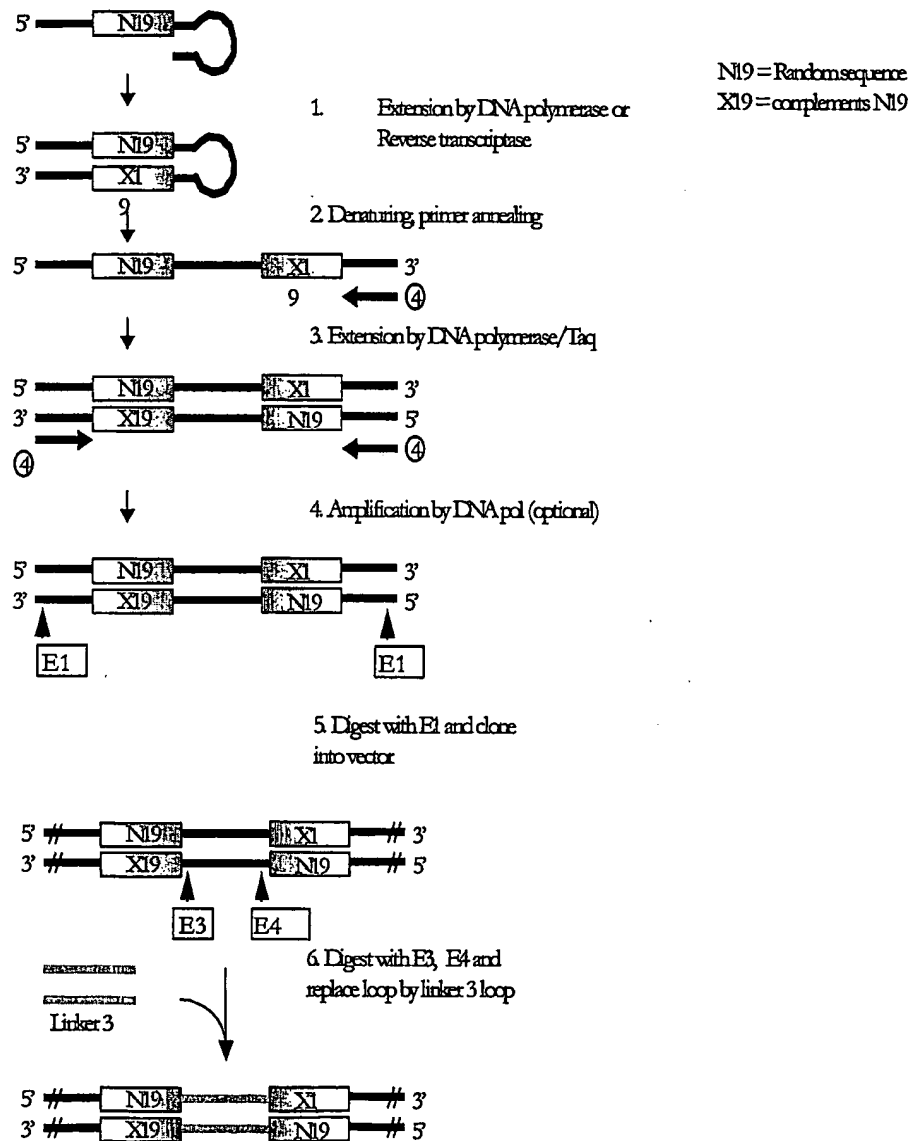 5' N19
N19 = Random sequence
X19 = complements N19
1. Extension by DNA polymerase or
Reverse transcriptase
5' N19
3' X1
9
2. Denaturing, primer annealing
5' N19 X1 3'
9 4
3. Extension by DNA polymerase/Taq
5' N19 X1 3'
3' X19 N19 5'
4 4
4. Amplification by DNA pol (optional)
5' N19 X1 3'
3' X19 N19 5'
E1 E1
5. Digest with E1 and clone
into vector
5' N19 X1 3'
3' X19 N19 5'
E3 E4
6. Digest with E3, E4 and
replace loop by linker 3 loop
Linker 3
5' N19 X1 3'
3' X19 N19 5'